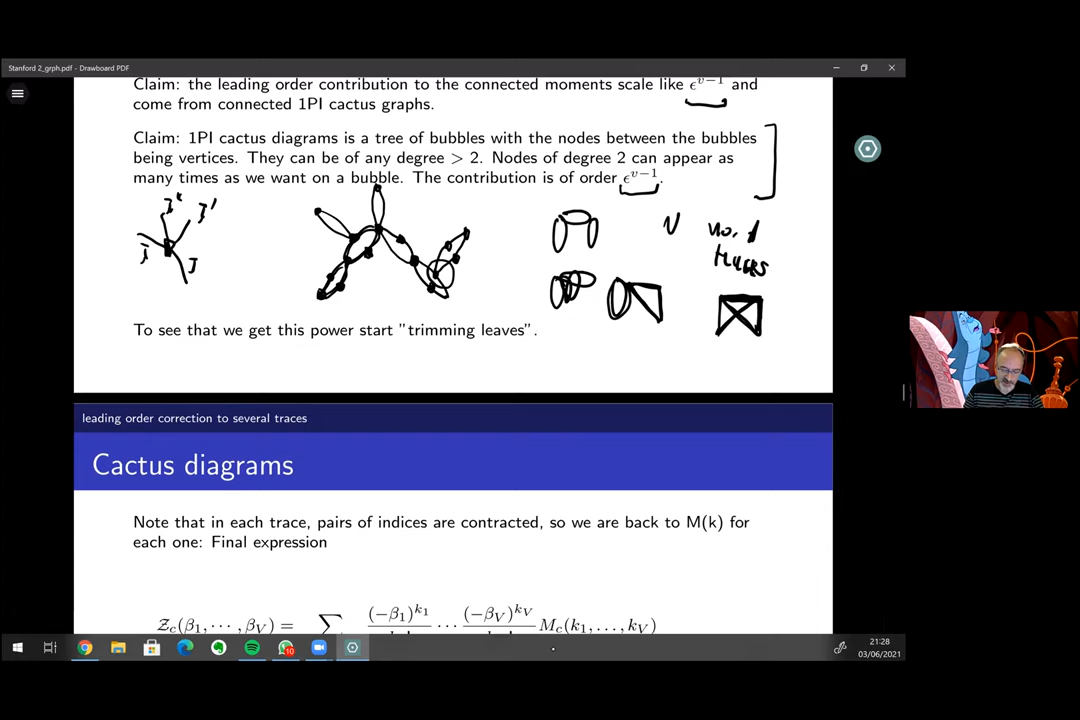 Stanford 2_grph.pdf - Drawboard PDF
Claim: the leading order contribution to the connected moments scale like ϵ^{v−1} and
come from connected 1PI cactus graphs.
Claim: 1PI cactus diagrams is a tree of bubbles with the nodes between the bubbles
being vertices. They can be of any degree > 2. Nodes of degree 2 can appear as
many times as we want on a bubble. The contribution is of order ϵ^{v−1}.
no. of
To see that we get this power start "trimming leaves".
leading order correction to several traces
Cactus diagrams
Note that in each trace, pairs of indices are contracted, so we are back to M(k) for
each one: Final expression
𝒵_c(β_1, ⋯ , β_V) = ∑ (−β_1)^{k_1} ⋯ (−β_V)^{k_V} M_c(k_1, . . . , k_V)
10
21:28
03/06/2021